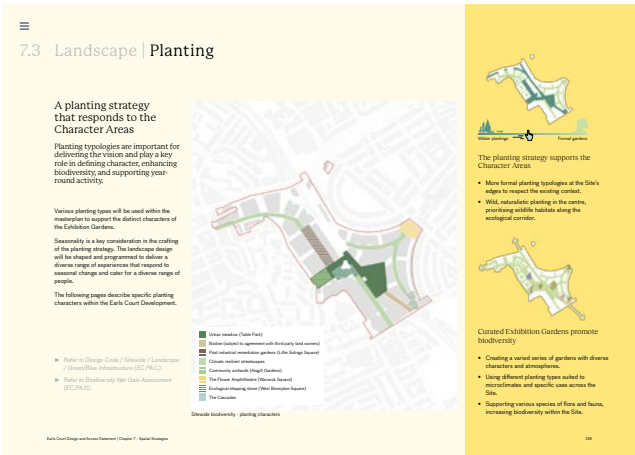 7.3 Landscape | Planting
A planting strategy
that responds to the
Character Areas
Planting typologies are important for
delivering the vision and play a key
role in defining character, enhancing
biodiversity, and supporting year-
round activity.
Various planting types will be used within the
masterplan to support the distinct characters of
the Exhibition Gardens.
Seasonality is a key consideration in the crafting
of the planting strategy. The landscape design
will be shaped and programmed to deliver a
diverse range of experiences that respond to
seasonal change and cater for a diverse range of
people.
The following pages describe specific planting
characters within the Earls Court Development.
► Refer to Design Code / Sitewide / Landscape
/ Green/Blue Infrastructure (EC.PA.C).
► Refer to Biodiversity Net Gain Assessment
Urban meadow (Table Park)
Bioline (subject to agreement with third party land owners)
Post industrial remediation gardens (Lillie Sidings Square)
Climate resilient streetscapes
Community orchards (Aisgill Gardens)
The Flower Amphitheatre (Warwick Square)
Ecological stepping stone (West Brompton Square)
The Cascades
Sitewide biodiversity - planting characters
Wilder plantings
Formal gardens
The planting strategy supports the
Character Areas
• More formal planting typologies at the Site's
edges to respect the existing context.
• Wild, naturalistic planting in the centre,
prioritising wildlife habitats along the
ecological corridor.
Curated Exhibition Gardens promote
biodiversity
• Creating a varied series of gardens with diverse
characters and atmospheres.
• Using different planting types suited to
microclimates and specific uses across the
Site.
• Supporting various species of flora and fauna,
increasing biodiversity within the Site.
Earls Court Design and Access Statement | Chapter 7 - Spatial Strategies